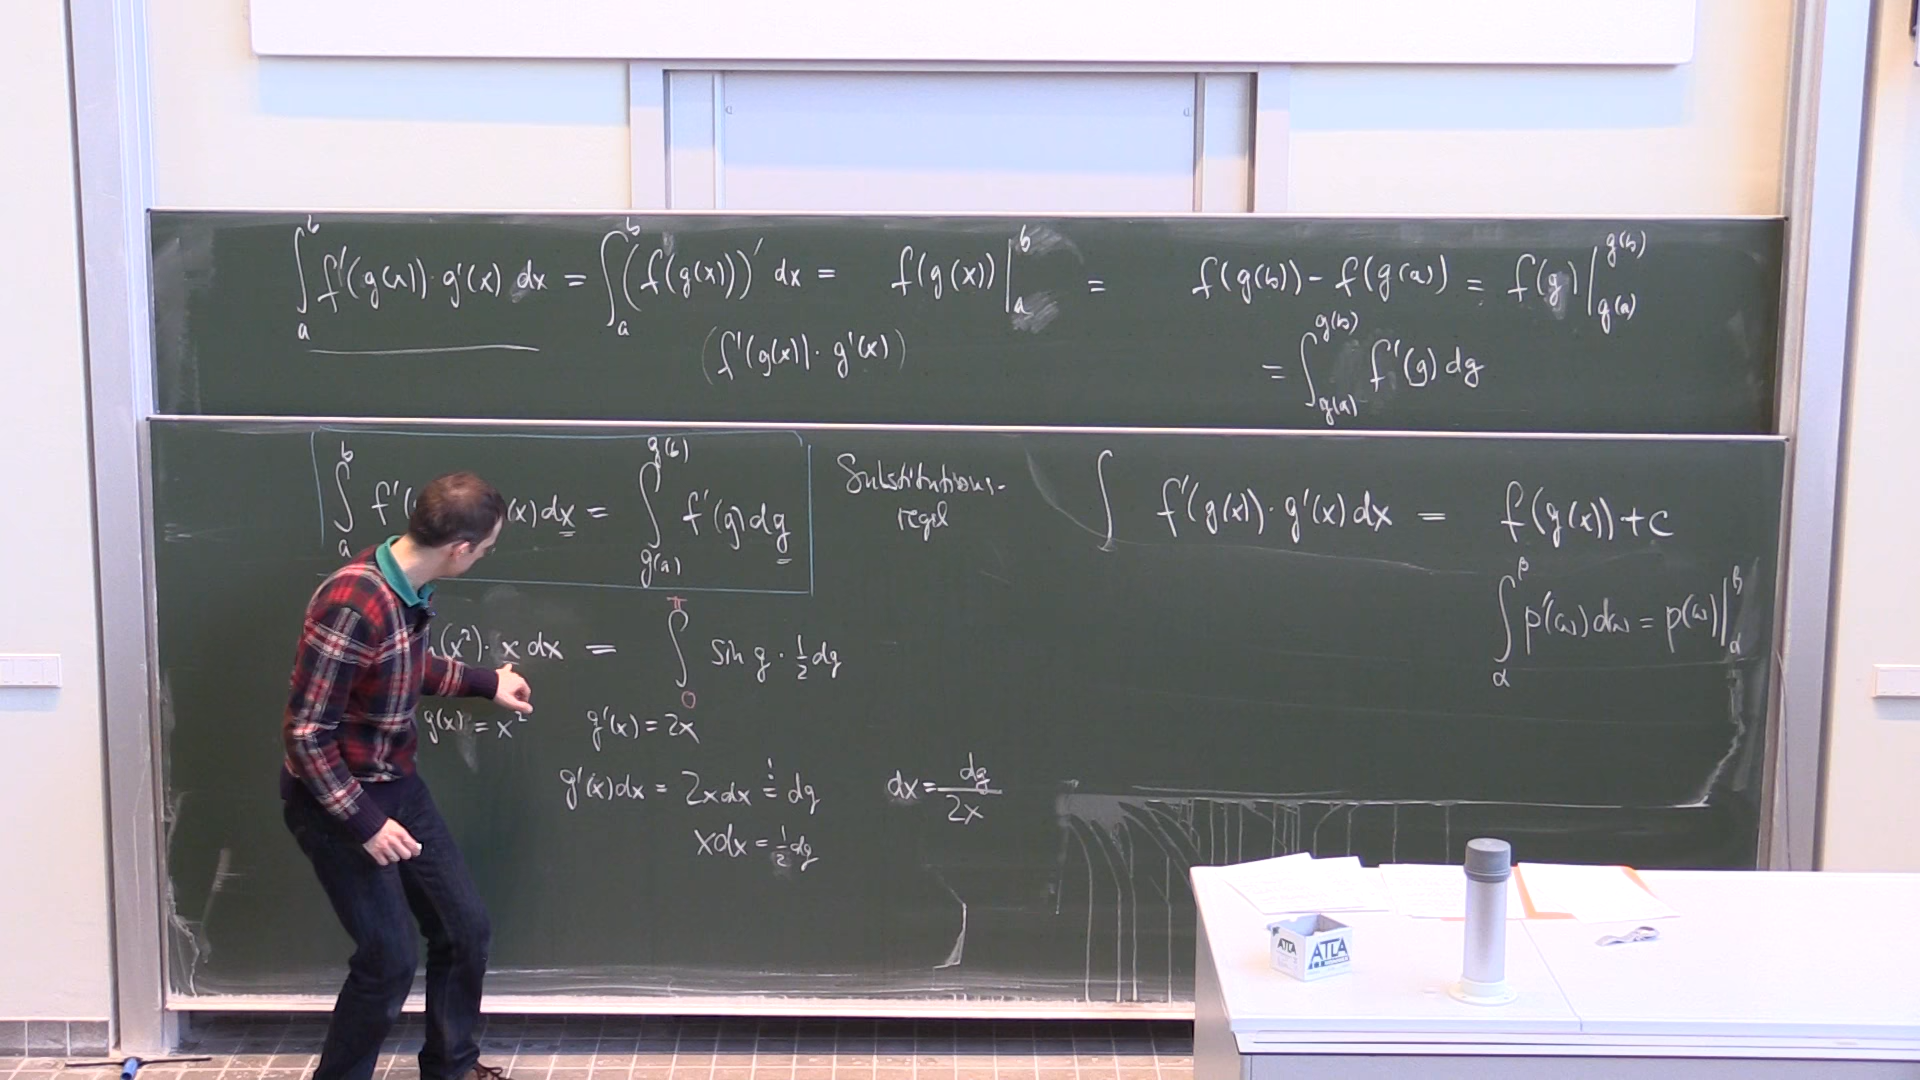 ∫_a^b f'(g(x))·g'(x) dx = ∫_a^b (f(g(x)))' dx = f(g(x))|_a^b = f(g(b)) - f(g(a)) = f(g)|_{g(a)}^{g(b)}
(f'(g(x))·g'(x))
= ∫_{g(a)}^{g(b)} f'(g) dg
∫_a^b f'( (x) dx = ∫_{g(a)}^{g(b)} f'(g) dg
Substitutions-
regel
∫ f'(g(x))·g'(x) dx = f(g(x)) + c
∫_α^β p'(ω) dω = p(ω)|_α^β
(x²)· x dx = ∫_0^π sin g · 1/2 dg
g(x) = x² g'(x) = 2x
g'(x) dx = 2x dx =! dg dx = dg/2x
x dx = 1/2 dg
ATLA
ATLA